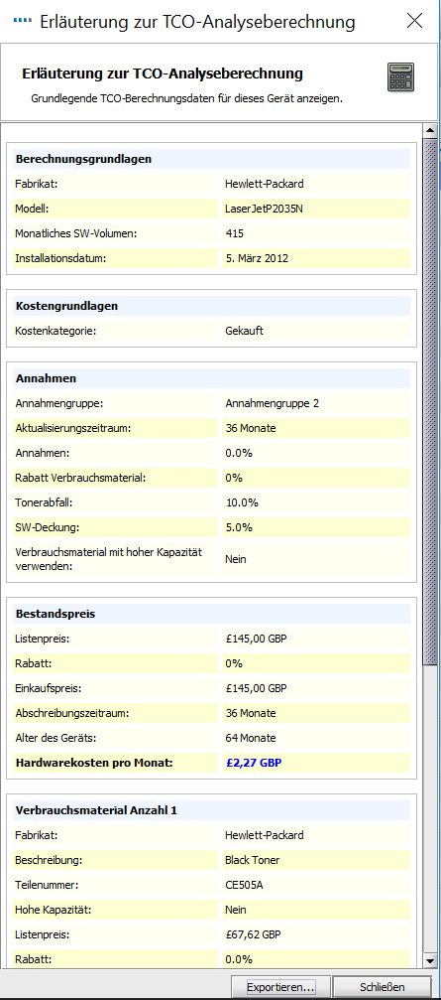 Erläuterung zur TCO-Analyseberechnung
Erläuterung zur TCO-Analyseberechnung
Grundlegende TCO-Berechnungsdaten für dieses Gerät anzeigen.
Berechnungsgrundlagen
Fabrikat: Hewlett-Packard
Modell: LaserJetP2035N
Monatliches SW-Volumen: 415
Installationsdatum: 5. März 2012
Kostengrundlagen
Kostenkategorie: Gekauft
Annahmen
Annahmengruppe: Annahmengruppe 2
Aktualisierungszeitraum: 36 Monate
Annahmen: 0.0%
Rabatt Verbrauchsmaterial: 0%
Tonerabfall: 10.0%
SW-Deckung: 5.0%
Verbrauchsmaterial mit hoher Kapazität
verwenden: Nein
Bestandspreis
Listenpreis: £145,00 GBP
Rabatt: 0%
Einkaufspreis: £145,00 GBP
Abschreibungszeitraum: 36 Monate
Alter des Geräts: 64 Monate
Hardwarekosten pro Monat: £2,27 GBP
Verbrauchsmaterial Anzahl 1
Fabrikat: Hewlett-Packard
Beschreibung: Black Toner
Teilenummer: CE505A
Hohe Kapazität: Nein
Listenpreis: £67,62 GBP
Rabatt: 0.0%
Exportieren... Schließen